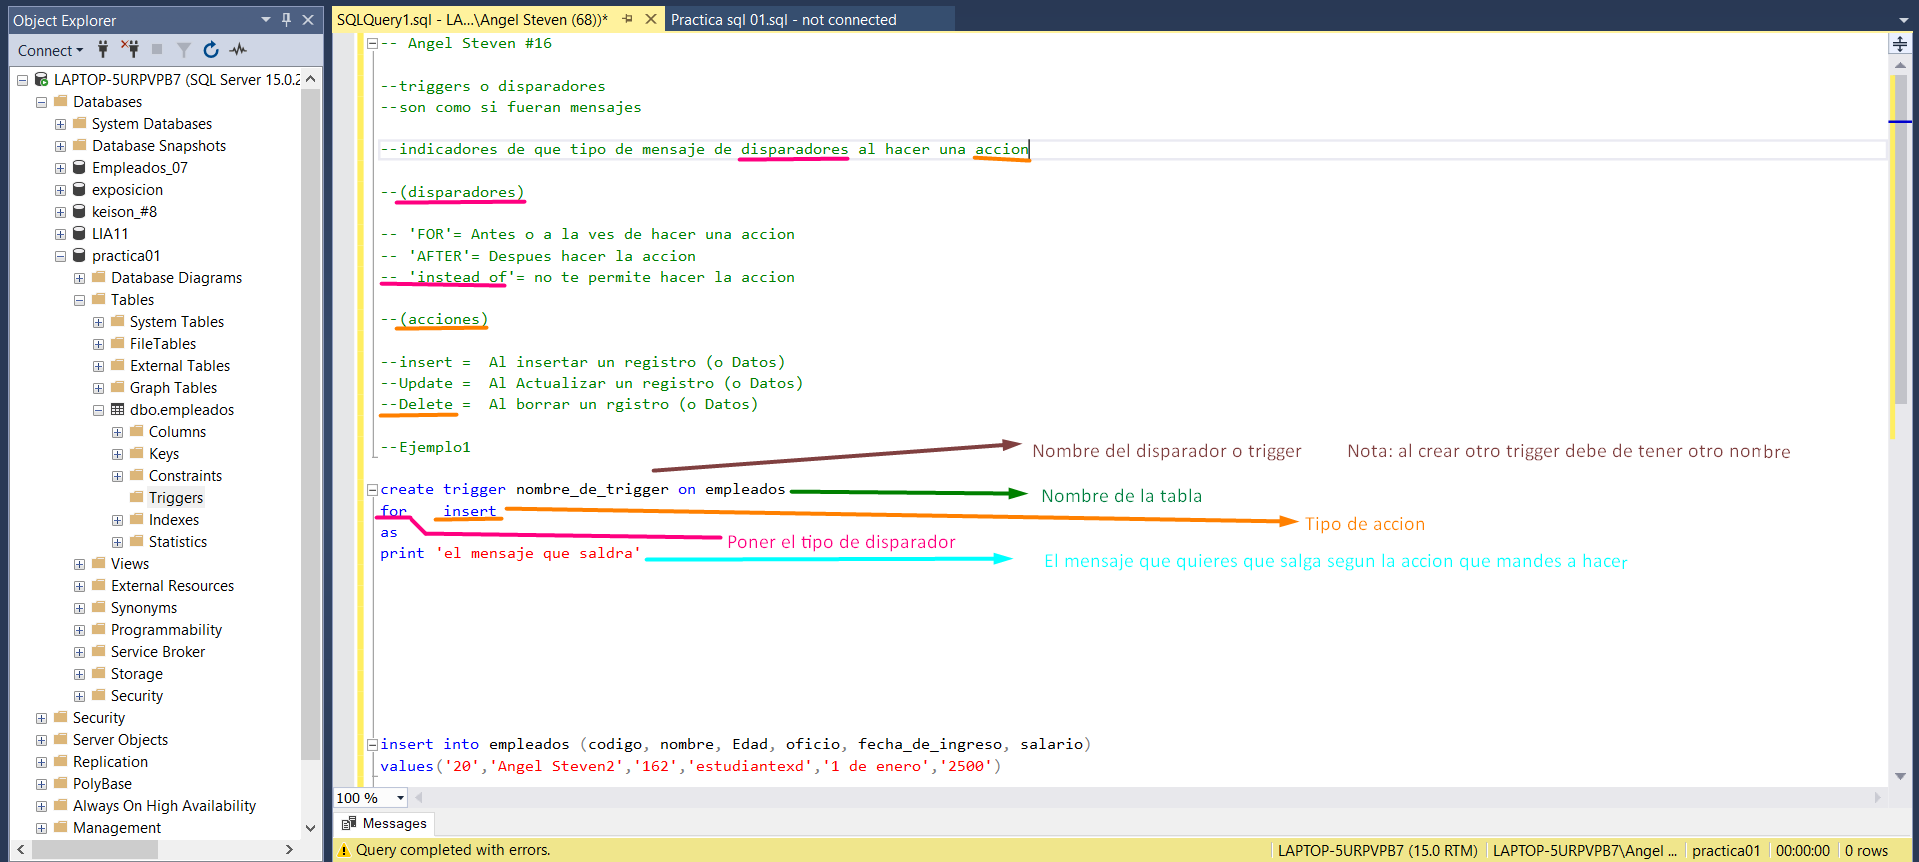 Object Explorer
SQLQuery1.sql - LA...\Angel Steven (68))*
Practica sql 01.sql - not connected
Connect
LAPTOP-5URPVPB7 (SQL Server 15.0.2
Databases
System Databases
Database Snapshots
Empleados_07
exposicion
keison_#8
LIA11
practica01
Database Diagrams
Tables
System Tables
FileTables
External Tables
Graph Tables
dbo.empleados
Columns
Keys
Constraints
Triggers
Indexes
Statistics
Views
External Resources
Synonyms
Programmability
Service Broker
Storage
Security
Security
Server Objects
Replication
PolyBase
Always On High Availability
Management
-- Angel Steven #16
--triggers o disparadores
--son como si fueran mensajes
--indicadores de que tipo de mensaje de disparadores al hacer una accion
--(disparadores)
-- 'FOR'= Antes o a la ves de hacer una accion
-- 'AFTER'= Despues hacer la accion
-- 'instead of'= no te permite hacer la accion
--(acciones)
--insert =  Al insertar un registro (o Datos)
--Update =  Al Actualizar un registro (o Datos)
--Delete =  Al borrar un rgistro (o Datos)
--Ejemplo1
Nombre del disparador o trigger
Nota: al crear otro trigger debe de tener otro nombre
create trigger nombre_de_trigger on empleados
Nombre de la tabla
for    insert
Tipo de accion
as
Poner el tipo de disparador
print 'el mensaje que saldra'
El mensaje que quieres que salga segun la accion que mandes a hacer
insert into empleados (codigo, nombre, Edad, oficio, fecha_de_ingreso, salario)
values('20','Angel Steven2','162','estudiantexd','1 de enero','2500')
100 %
Messages
Query completed with errors.
LAPTOP-5URPVPB7 (15.0 RTM)
LAPTOP-5URPVPB7\Angel ...
practica01
00:00:00
0 rows